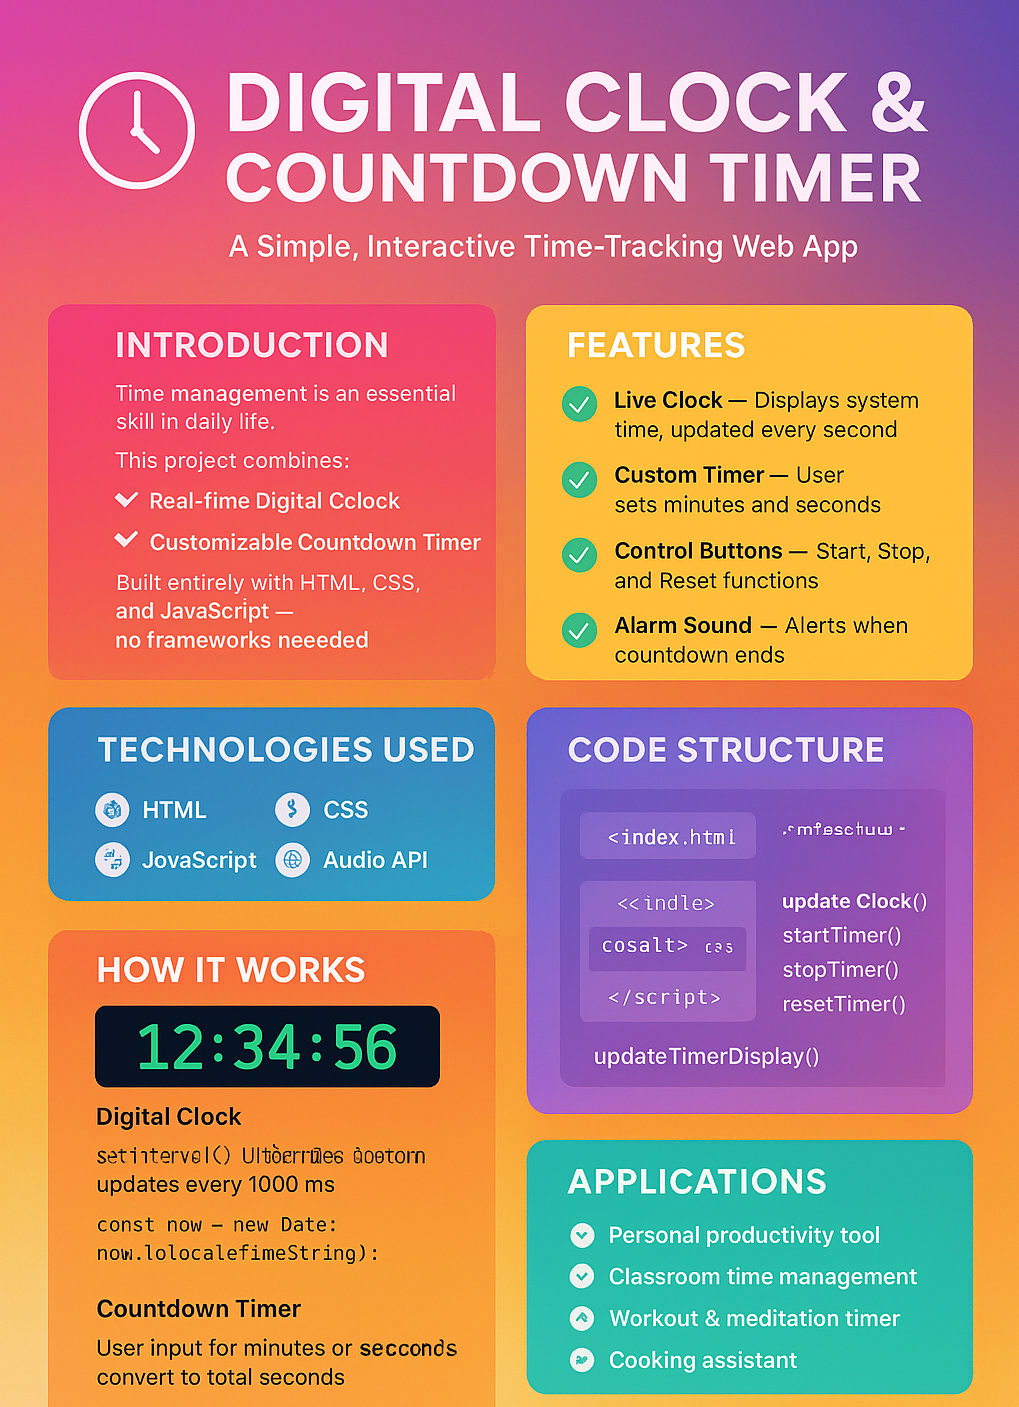 DIGITAL CLOCK &
COUNTDOWN TIMER
A Simple, Interactive Time-Tracking Web App
INTRODUCTION
Time management is an essential
skill in daily life.
This project combines:
Real-fime Digital Cclock
Customizable Countdown Timer
Built entirely with HTML, CSS,
and JavaScript —
no frameworks neeeded
FEATURES
Live Clock — Displays system
time, updated every second
Custom Timer — User
sets minutes and seconds
Control Buttons — Start, Stop,
and Reset functions
Alarm Sound — Alerts when
countdown ends
TECHNOLOGIES USED
HTML
CSS
JovaScript
Audio API
HOW IT WORKS
12:34:56
Digital Clock
setintervel()
updates every 1000 ms
const now – new Date:
now.lolocalefimeString):
Countdown Timer
User input for minutes or secconds
convert to total seconds
CODE STRUCTURE
<index.html
<<indle>
cosalt>
</script>
update Clock()
startTimer()
stopTimer()
resetTimer()
updateTimerDisplay()
APPLICATIONS
Personal productivity tool
Classroom time management
Workout & meditation timer
Cooking assistant